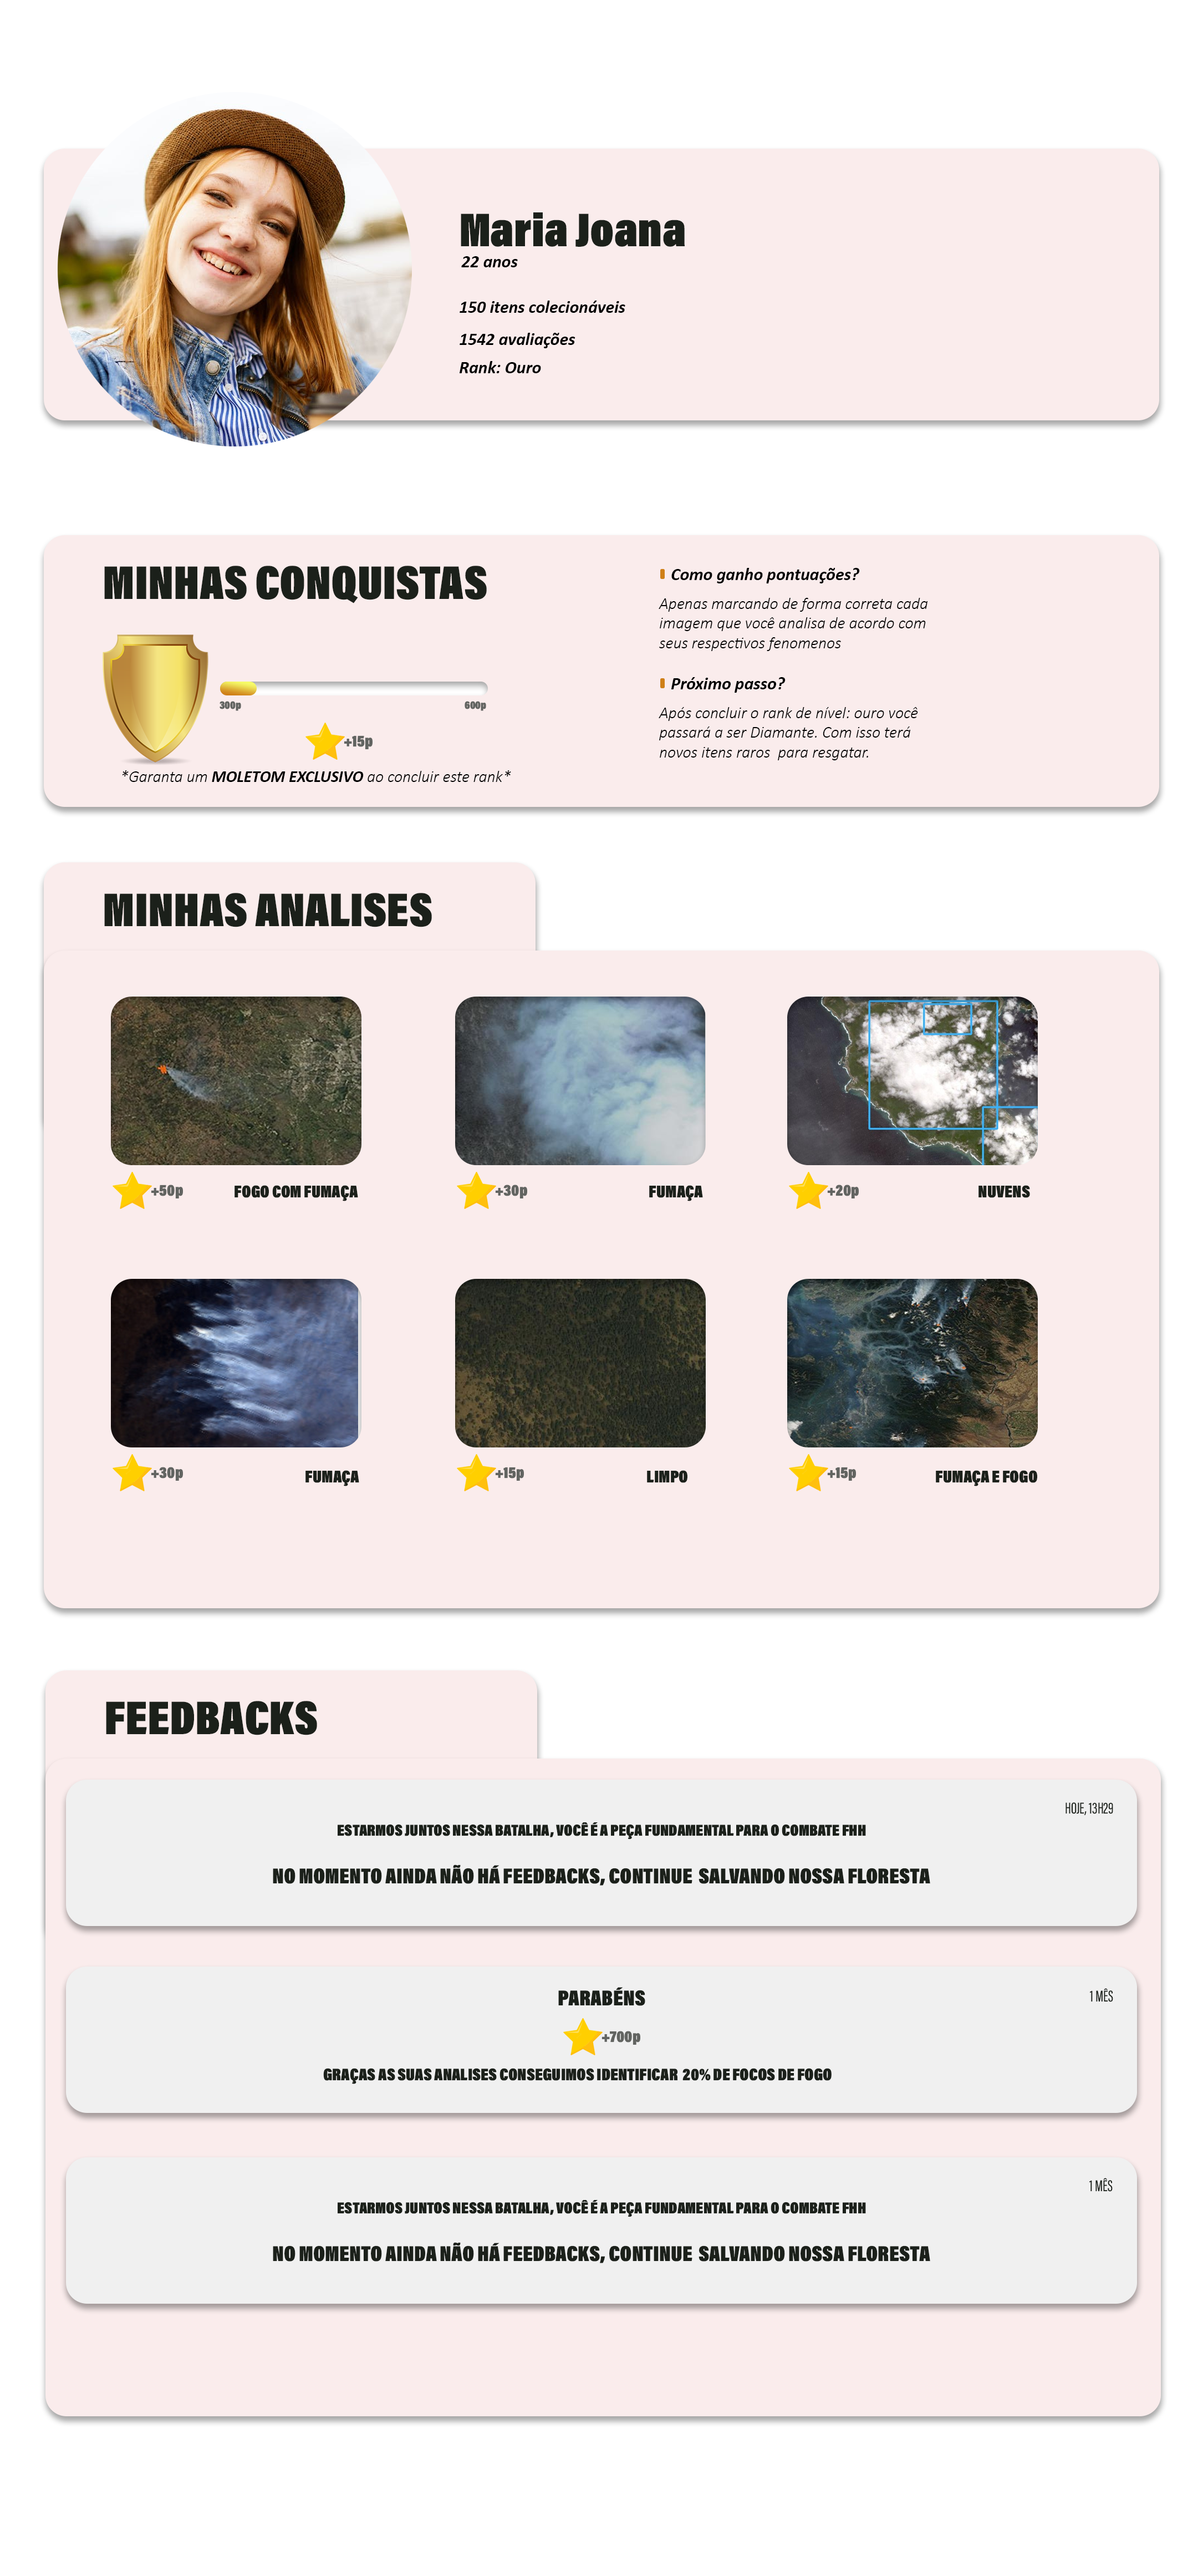 Maria Joana
22 anos
150 itens colecionáveis
1542 avaliações
Rank: Ouro
MINHAS CONQUISTAS
300p
600p
+15p
*Garanta um MOLETOM EXCLUSIVO ao concluir este rank*
Como ganho pontuações?
Apenas marcando de forma correta cada
imagem que você analisa de acordo com
seus respectivos fenomenos
Próximo passo?
Após concluir o rank de nível: ouro você
passará a ser Diamante. Com isso terá
novos itens raros  para resgatar.
MINHAS ANALISES
+50p
FOGO COM FUMAÇA
+30p
FUMAÇA
+20p
NUVENS
+30p
FUMAÇA
+15p
LIMPO
+15p
FUMAÇA E FOGO
FEEDBACKS
HOJE, 13H29
ESTARMOS JUNTOS NESSA BATALHA, VOCÊ É A PEÇA FUNDAMENTAL PARA O COMBATE FHH
NO MOMENTO AINDA NÃO HÁ FEEDBACKS, CONTINUE  SALVANDO NOSSA FLORESTA
PARABÉNS
1 MÊS
+700p
GRAÇAS AS SUAS ANALISES CONSEGUIMOS IDENTIFICAR  20% DE FOCOS DE FOGO
1 MÊS
ESTARMOS JUNTOS NESSA BATALHA, VOCÊ É A PEÇA FUNDAMENTAL PARA O COMBATE FHH
NO MOMENTO AINDA NÃO HÁ FEEDBACKS, CONTINUE  SALVANDO NOSSA FLORESTA